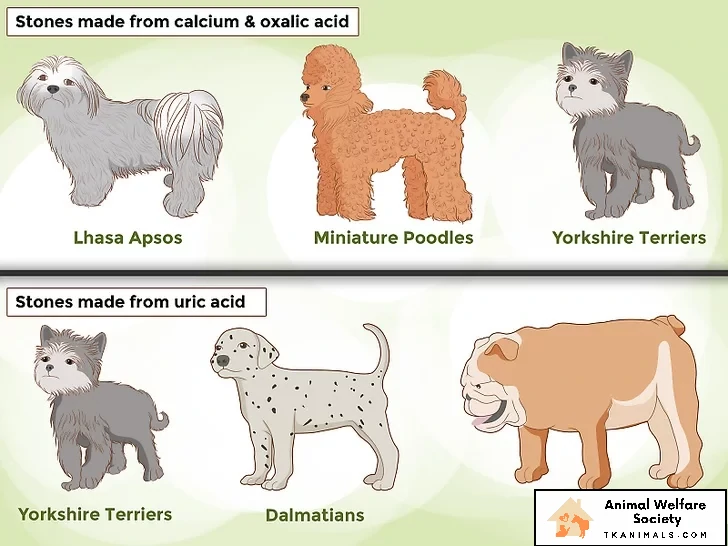 Stones made from calcium & oxalic acid
Lhasa Apsos
Miniature Poodles
Yorkshire Terriers
Stones made from uric acid
Yorkshire Terriers
Dalmatians
Animal Welfare
Society
TKANIMALS.COM